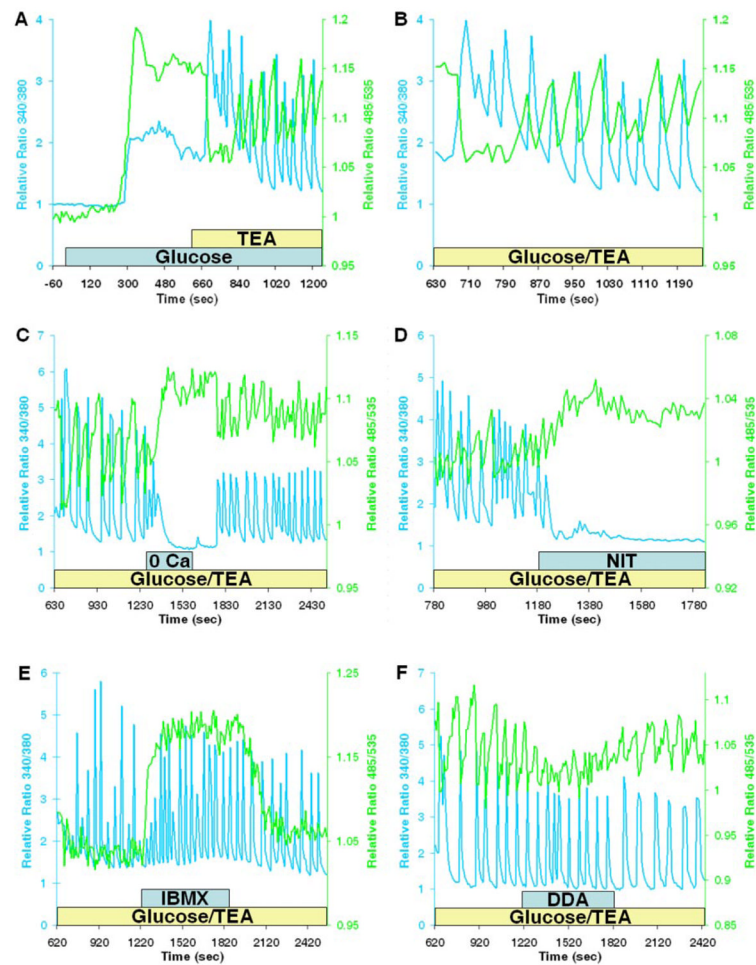 A
Relative Ratio 340/380
4
3
2
1
0
1.2
1.15
1.1
1.05
1
0.95
Relative Ratio 485/535
TEA
Glucose
-60 120 300 480 660 840 1020 1200
Time (sec)
B
Relative Ratio 340/380
4
3
2
1
0
1.2
1.15
1.1
1.05
1
0.95
Relative Ratio 485/535
Glucose/TEA
630 710 790 870 950 1030 1110 1190
Time (sec)
C
Relative Ratio 340/380
7
6
5
4
3
2
1
0
1.15
1.1
1.05
1
0.95
Relative Ratio 485/535
0 Ca
Glucose/TEA
630 930 1230 1530 1830 2130 2430
Time (sec)
D
Relative Ratio 340/380
6
5
4
3
2
1
0
1.08
1.04
1
0.96
0.92
Relative Ratio 485/535
NIT
Glucose/TEA
780 980 1180 1380 1580 1780
Time (sec)
E
Relative Ratio 340/380
6
5
4
3
2
1
0
1.25
1.15
1.05
0.95
Relative Ratio 485/535
IBMX
Glucose/TEA
620 920 1220 1520 1820 2120 2420
Time (sec)
F
Relative Ratio 340/380
7
6
5
4
3
2
1
0
1.1
1.05
1
0.95
0.9
0.85
Relative Ratio 485/535
DDA
Glucose/TEA
620 920 1220 1520 1820 2120 2420
Time (sec)